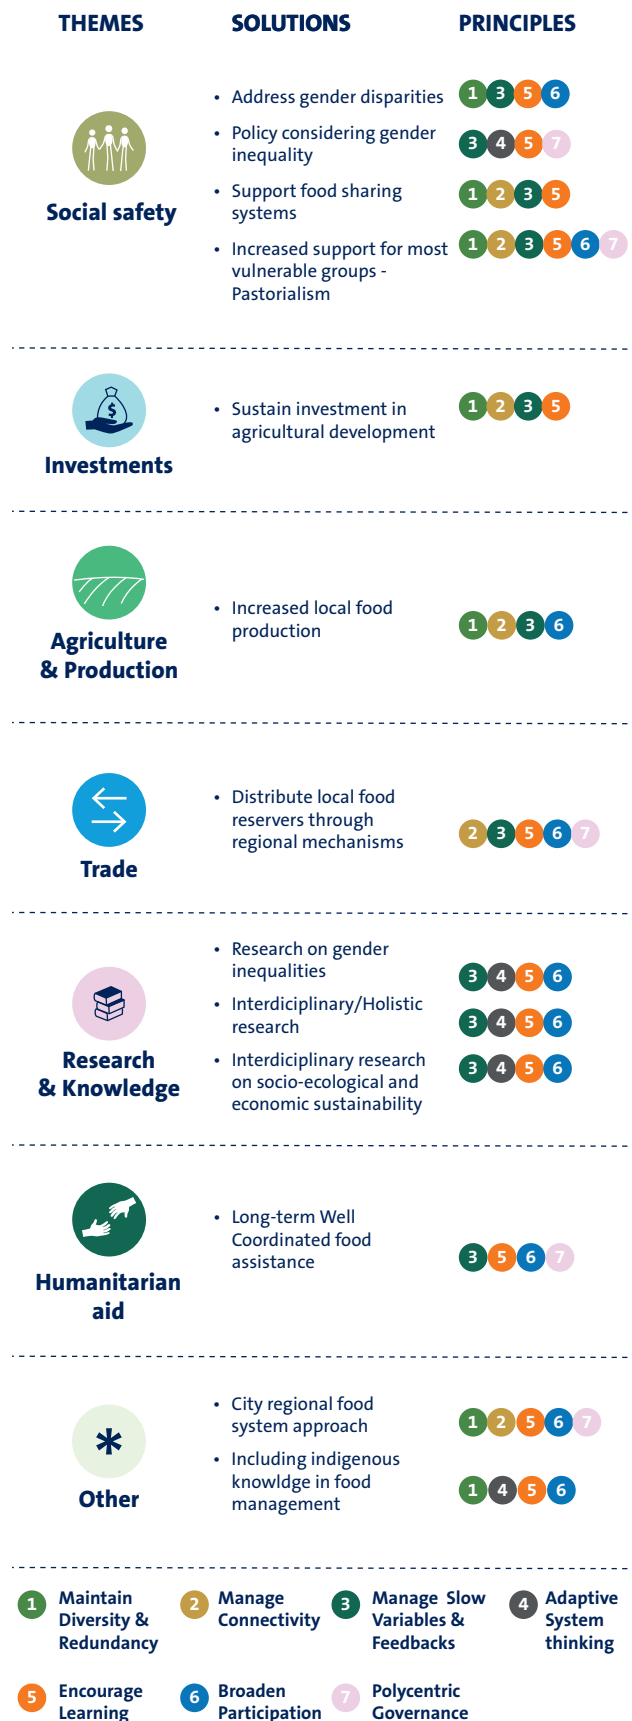 THEMES SOLUTIONS PRINCIPLES
Social safety
• Address gender disparities 1 3 5 6
• Policy considering gender
inequality
3 4 5 7
• Support food sharing
systems
1 2 3 5
• Increased support for most
vulnerable groups -
Pastorialism
1 2 3 5 6 7
Investments
• Sustain investment in
agricultural development
1 2 3 5
Agriculture
& Production
• Increased local food
production
1 2 3 6
Trade
• Distribute local food
reservers through
regional mechanisms
2 3 5 6 7
Research
& Knowledge
• Research on gender
inequalities
3 4 5 6
• Interdiciplinary/Holistic
research
3 4 5 6
• Interdiciplinary research
on socio-ecological and
economic sustainability
3 4 5 6
Humanitarian
aid
• Long-term Well
Coordinated food
assistance
3 5 6 7
*
Other
• City regional food
system approach
1 2 5 6 7
• Including indigenous
knowldge in food
management
1 4 5 6
1 Maintain
Diversity &
Redundancy
2 Manage
Connectivity
3 Manage Slow
Variables &
Feedbacks
4 Adaptive
System
thinking
5 Encourage
Learning
6 Broaden
Participation
7 Polycentric
Governance